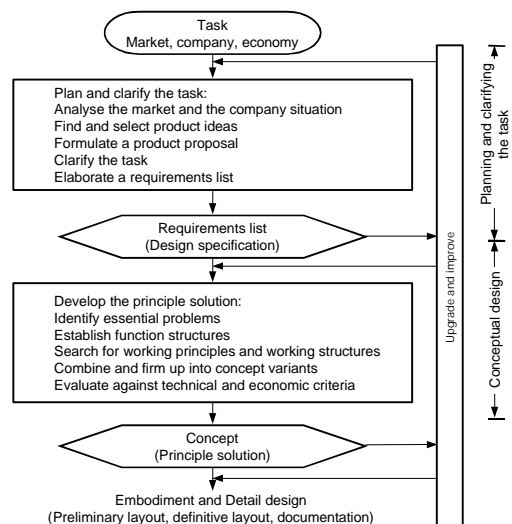 Task
Market, company, economy
Plan and clarify the task:
Analyse the market and the company situation
Find and select product ideas
Formulate a product proposal
Clarify the task
Elaborate a requirements list
Requirements list
(Design specification)
Develop the principle solution:
Identify essential problems
Establish function structures
Search for working principles and working structures
Combine and firm up into concept variants
Evaluate against technical and economic criteria
Concept
(Principle solution)
Embodiment and Detail design
(Preliminary layout, definitive layout, documentation)
Upgrade and improve
Planning and clarifying
the task
Conceptual design